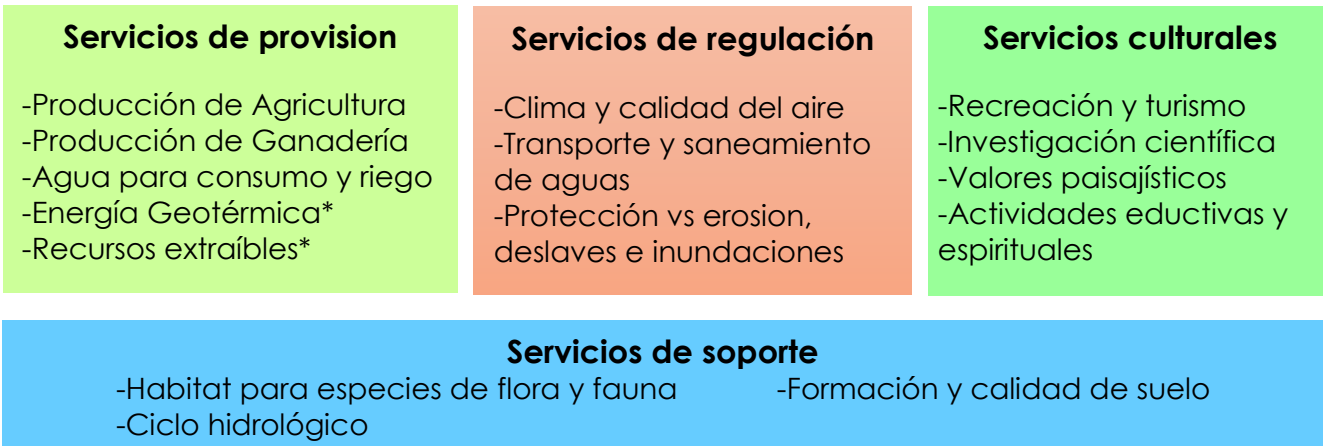 Servicios de provision
-Producción de Agricultura
-Producción de Ganadería
-Agua para consumo y riego
-Energía Geotérmica*
-Recursos extraíbles*
Servicios de regulación
-Clima y calidad del aire
-Transporte y saneamiento
de aguas
-Protección vs erosion,
deslaves e inundaciones
Servicios culturales
-Recreación y turismo
-Investigación científica
-Valores paisajísticos
-Actividades eductivas y
espirituales
Servicios de soporte
-Habitat para especies de flora y fauna
-Formación y calidad de suelo
-Ciclo hidrológico